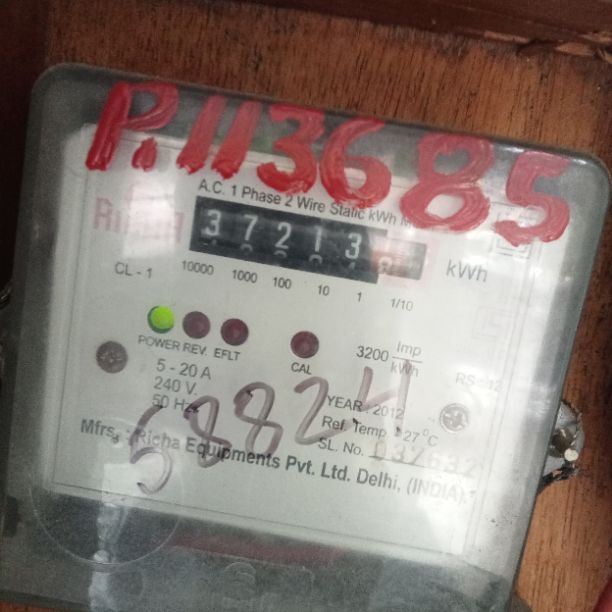 P.113685
A.C. 1 Phase 2 Wire Static kWh M
37213 kWh
CL - 1 10000 1000 100 10 1 1/10
POWER REV. EFLT CAL 3200 Imp/kWh
5 - 20 A
240 V
50 Hz
YEAR : 2012
Ref. Temp. : 27°C
SL. No. 037632
58824
Mfrs. : Richa Equipments Pvt. Ltd. Delhi, (INDIA).